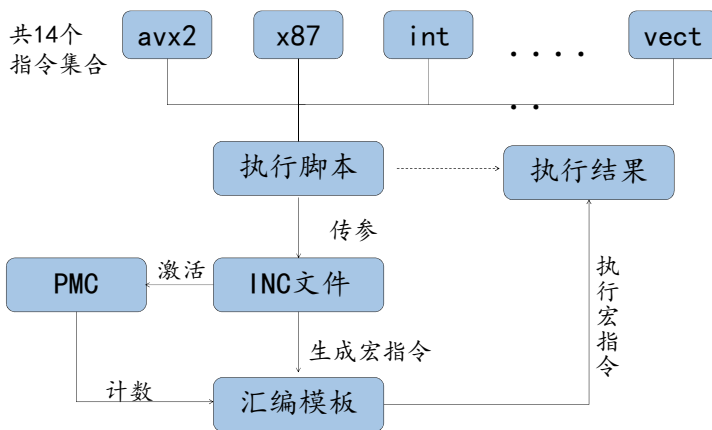 共14个
指令集合
avx2
x87
int
· · · ·
vect
· ·
执行脚本
执行结果
传参
激活
PMC
INC文件
执行宏指令
生成宏指令
计数
汇编模板